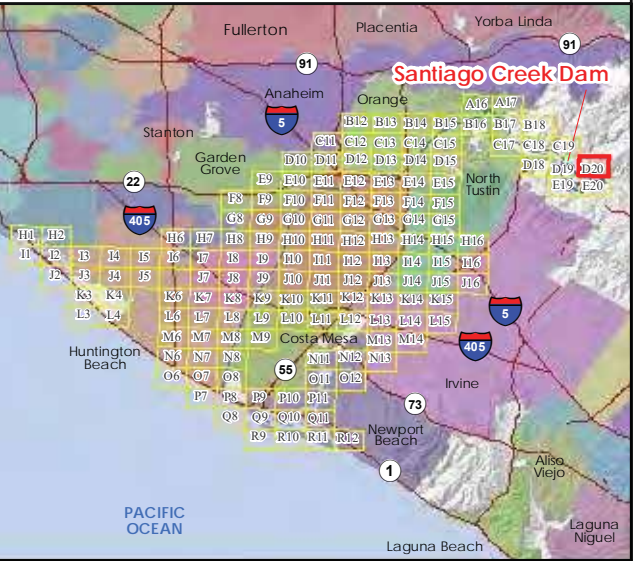 Yorba Linda
Placentia
Fullerton
91
91
Santiago Creek Dam
Anaheim
Orange
A16 A17
5
B12 B13 B14 B15 B16 B17 B18
Stanton
C11 C12 C13 C14 C15 C17 C18 C19
Garden
Grove
D10 D11 D12 D13 D14 D15 D18 D19 D20
E9 E10 E11 E12 E13 E14 E15 E19 E20
North
Tustin
22
F8 F9 F10 F11 F12 F13 F14 F15
405
G8 G9 G10 G11 G12 G13 G14 G15
H1 H2 H6 H7 H8 H9 H10 H11 H12 H13 H14 H15 H16
I1 I2 I3 I4 I5 I6 I7 I8 I9 I10 I11 I12 I13 I14 I15 I16
J2 J3 J4 J5 J7 J8 J9 J10 J11 J12 J13 J14 J15 J16
K3 K4 K6 K7 K8 K9 K10 K11 K12 K13 K14 K15
5
L3 L4 L6 L7 L8 L9 L10 L11 L12 L13 L14 L15
M6 M7 M8 M9 Costa Mesa M13 M14
405
Huntington
Beach
N6 N7 N8 N11 N12 N13
55
O6 O7 O8 O11 O12
Irvine
P7 P8 P9 P10 P11
73
Q8 Q9 Q10 Q11
Newport
Beach
R9 R10 R11 R12
1
Aliso
Viejo
PACIFIC
OCEAN
Laguna
Niguel
Laguna Beach